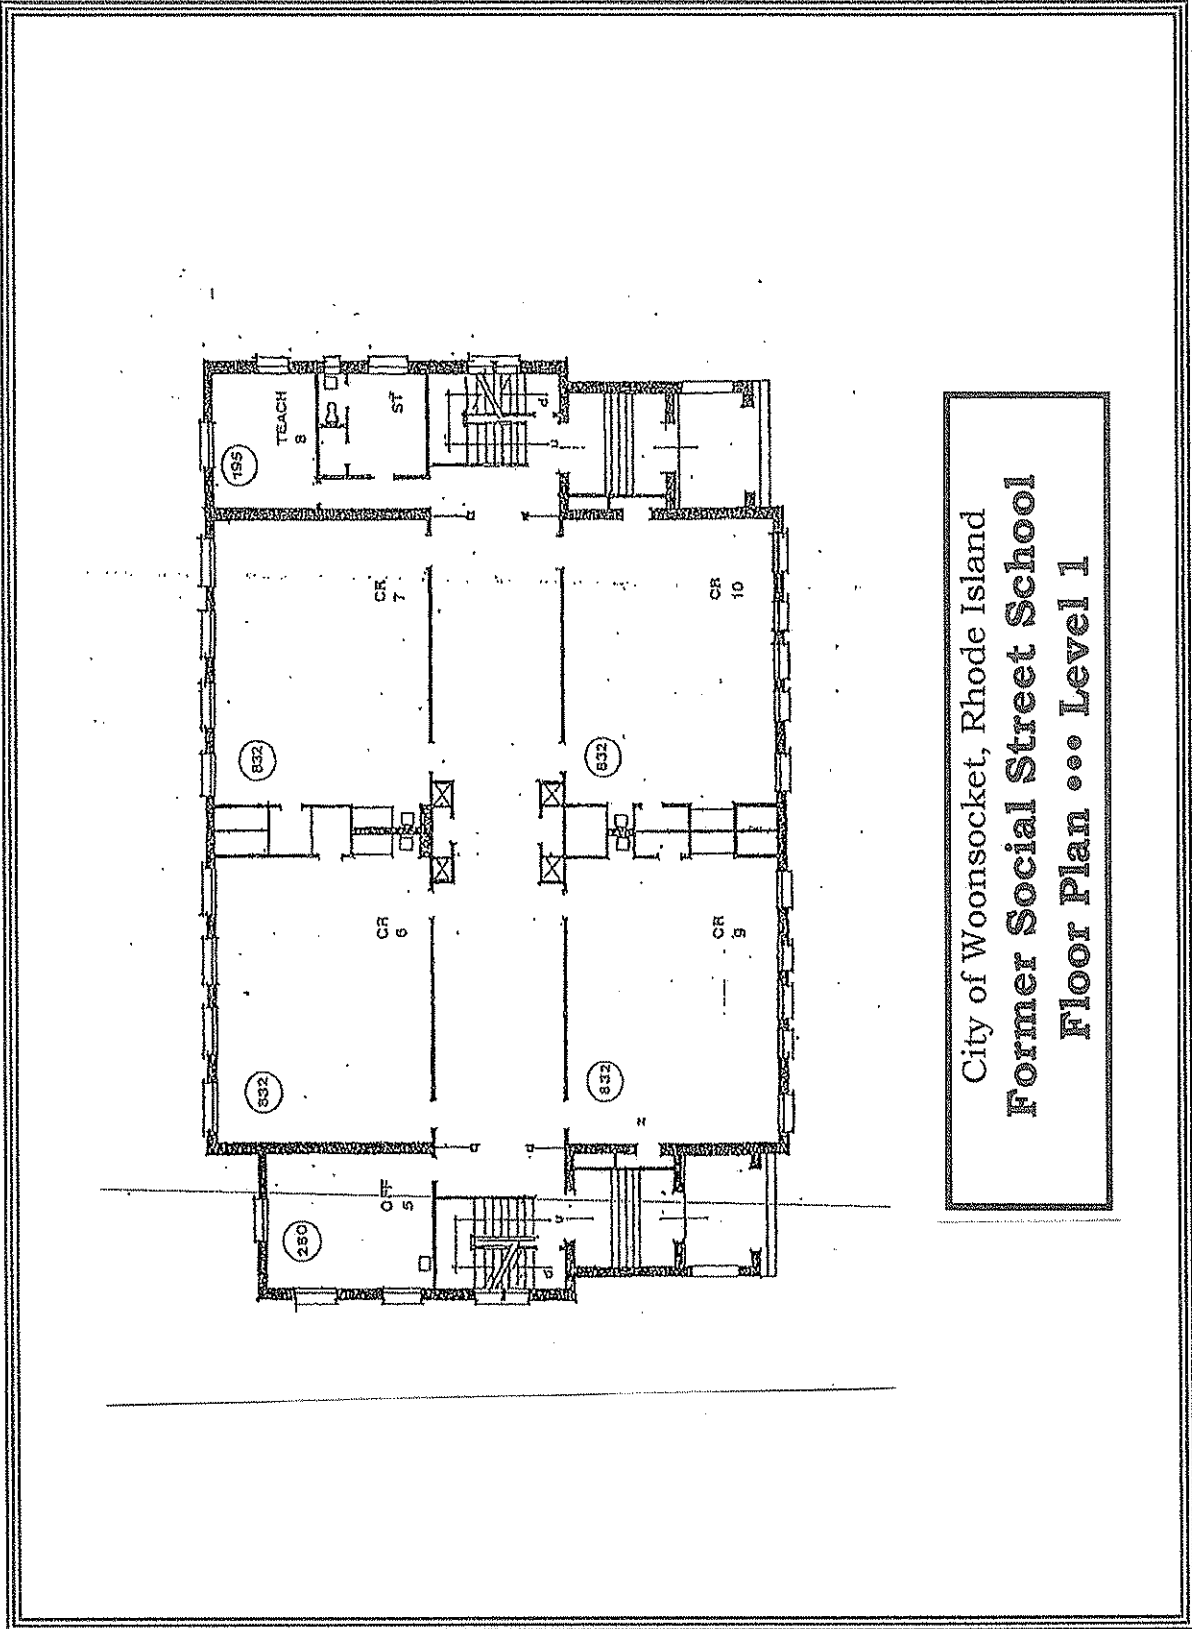 TEACH
8
195
ST
d
u
CR
7
832
CR
10
832
CR
6
832
CR
9
832
OFF
5
260
u
d
City of Woonsocket, Rhode Island
Former Social Street School
Floor Plan ••• Level 1